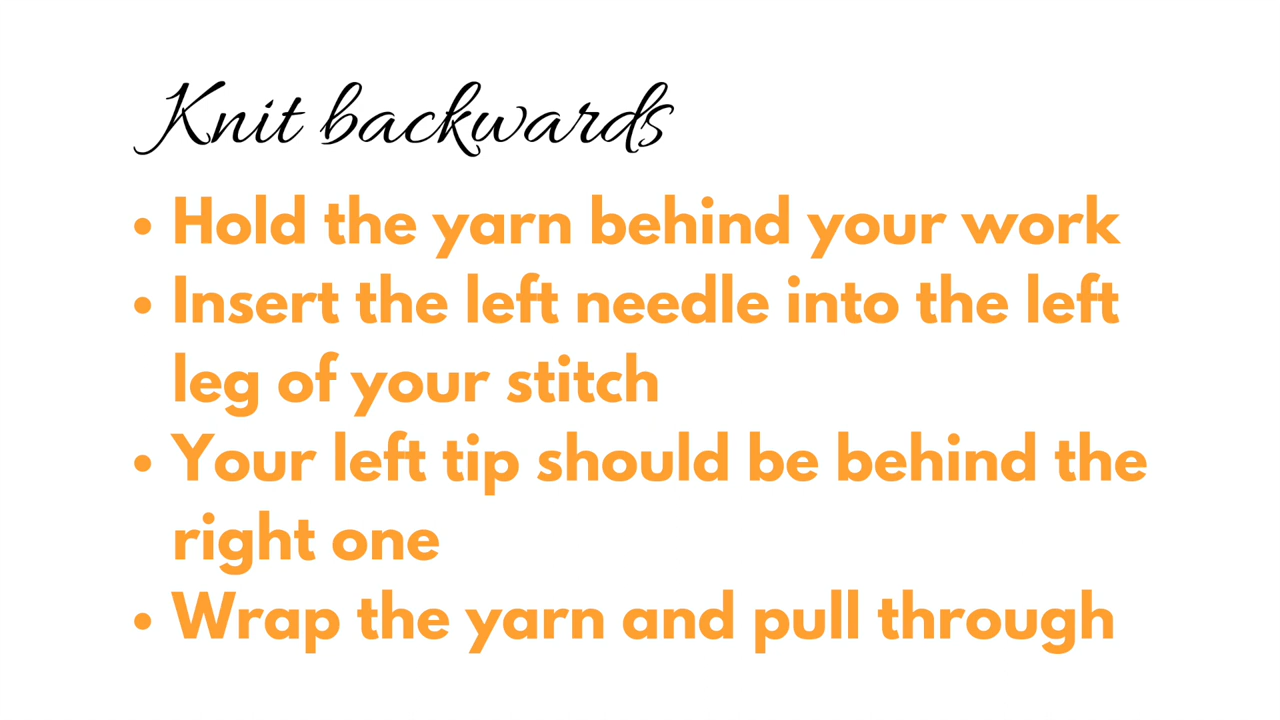 Knit backwards
• Hold the yarn behind your work
• Insert the left needle into the left
leg of your stitch
• Your left tip should be behind the
right one
• Wrap the yarn and pull through